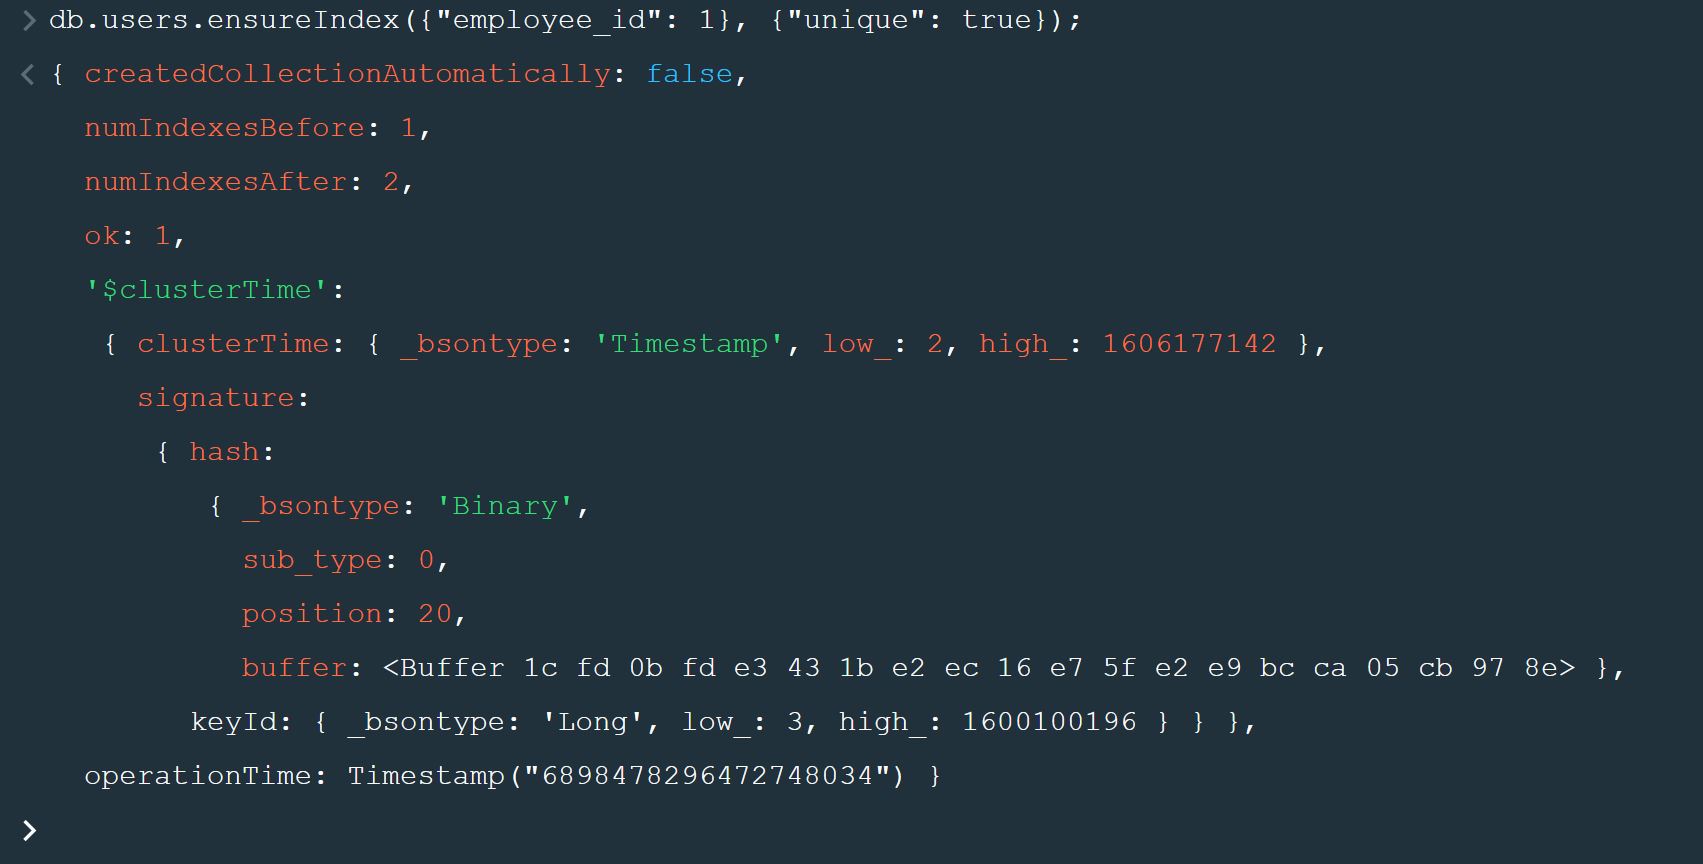 > db.users.ensureIndex({"employee_id": 1}, {"unique": true});
< { createdCollectionAutomatically: false,
numIndexesBefore: 1,
numIndexesAfter: 2,
ok: 1,
'$clusterTime':
{ clusterTime: { _bsontype: 'Timestamp', low_: 2, high_: 1606177142 },
signature:
{ hash:
{ _bsontype: 'Binary',
sub_type: 0,
position: 20,
buffer: <Buffer 1c fd 0b fd e3 43 1b e2 ec 16 e7 5f e2 e9 bc ca 05 cb 97 8e> },
keyId: { _bsontype: 'Long', low_: 3, high_: 1600100196 } } },
operationTime: Timestamp("6898478296472748034") }
>